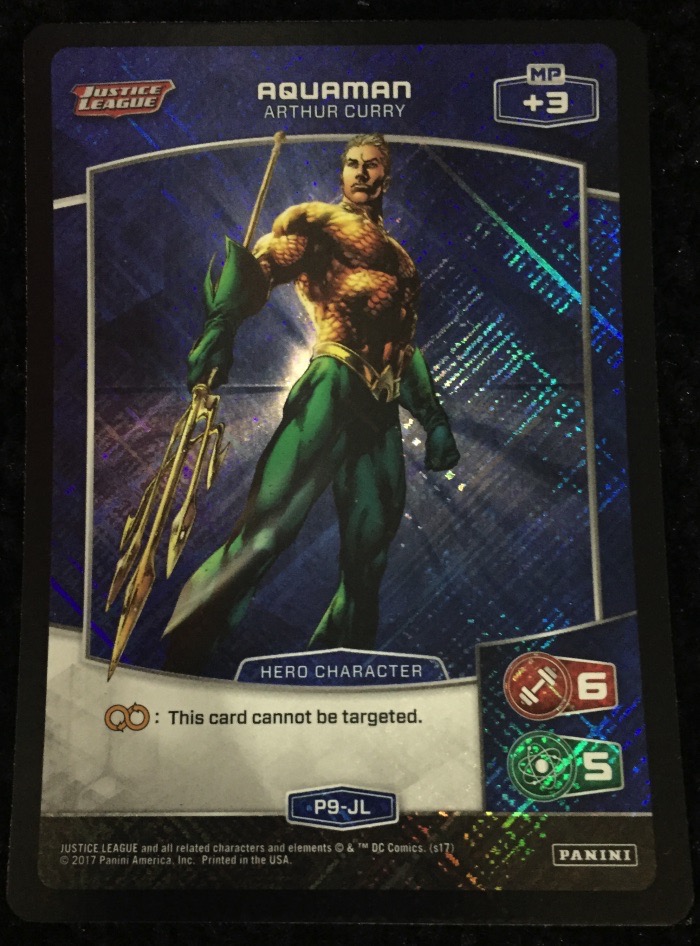 JUSTICE LEAGUE
AQUAMAN
ARTHUR CURRY
MP
+3
HERO CHARACTER
: This card cannot be targeted.
6
5
P9-JL
JUSTICE LEAGUE and all related characters and elements © & ™ DC Comics. (s17)
© 2017 Panini America, Inc. Printed in the USA.
PANINI